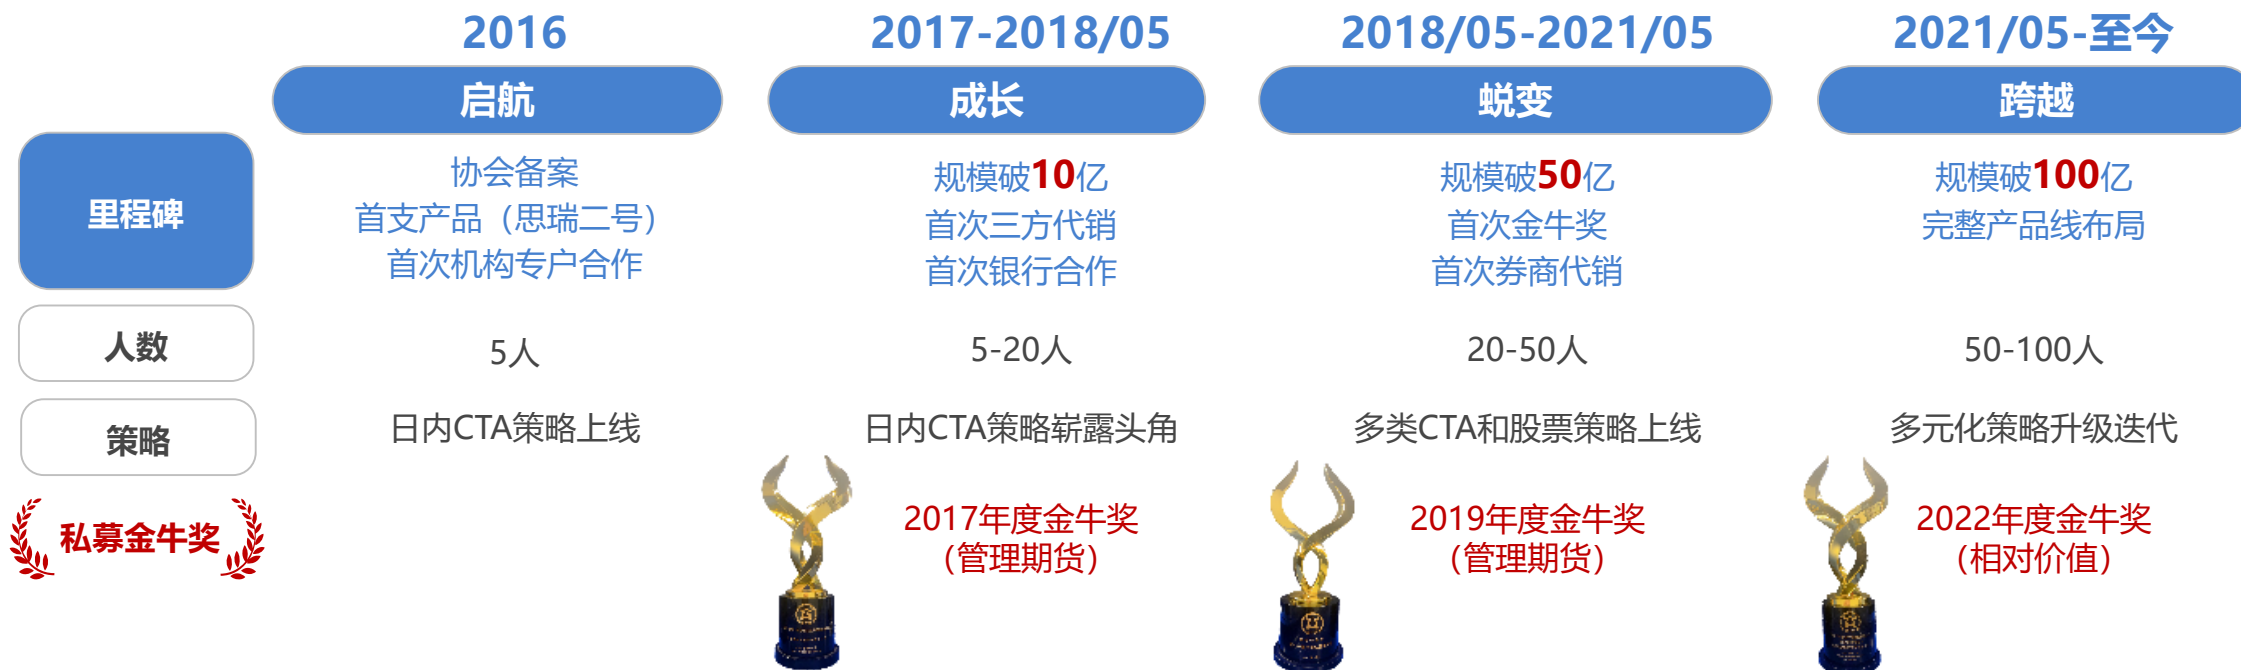 2016
2017-2018/05
2018/05-2021/05
2021/05-至今
启航
成长
蜕变
跨越
里程碑
协会备案
首支产品（思瑞二号）
首次机构专户合作
规模破10亿
首次三方代销
首次银行合作
规模破50亿
首次金牛奖
首次券商代销
规模破100亿
完整产品线布局
人数
5人
5-20人
20-50人
50-100人
策略
日内CTA策略上线
日内CTA策略崭露头角
多类CTA和股票策略上线
多元化策略升级迭代
私募金牛奖
2017年度金牛奖
（管理期货）
2019年度金牛奖
（管理期货）
2022年度金牛奖
（相对价值）